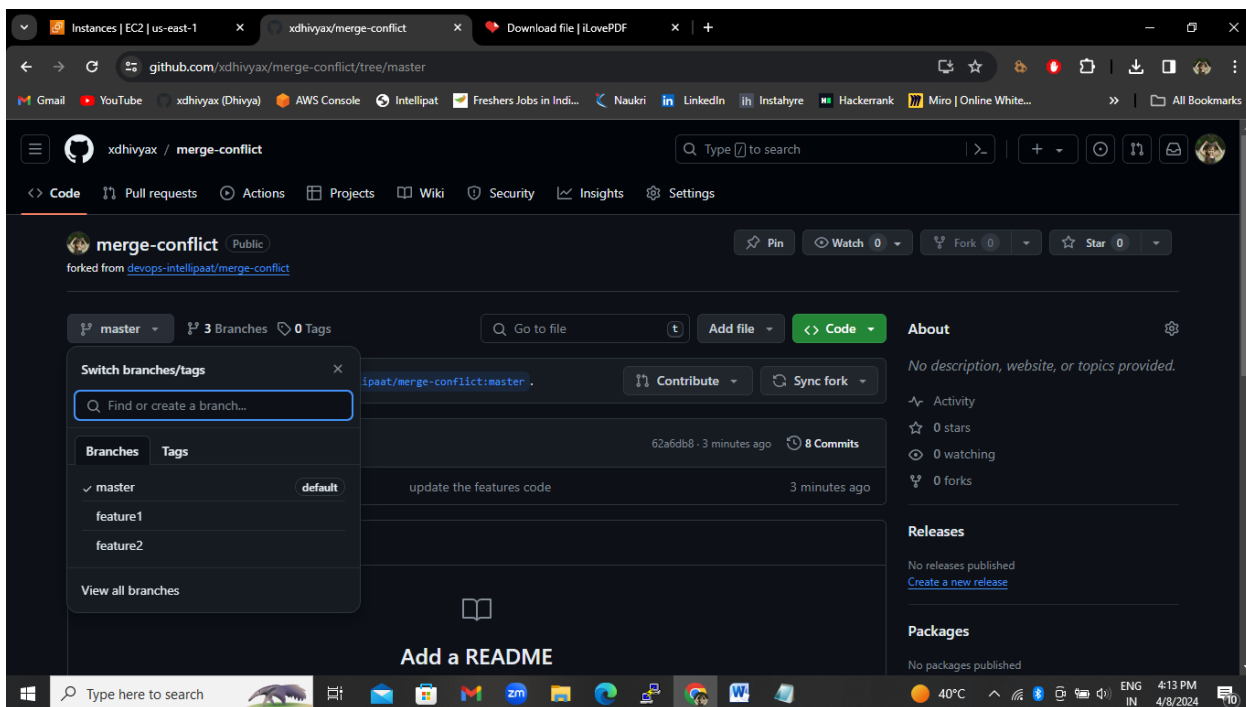 Instances | EC2 | us-east-1
xdhivyax/merge-conflict
Download file | iLovePDF
github.com/xdhivyax/merge-conflict/tree/master
Gmail
YouTube
xdhivyax (Dhivya)
AWS Console
Intellipat
Freshers Jobs in Indi...
Naukri
LinkedIn
Instahyre
Hackerrank
Miro | Online White...
All Bookmarks
xdhivyax / merge-conflict
Type / to search
Code
Pull requests
Actions
Projects
Wiki
Security
Insights
Settings
merge-conflict Public
Pin
Watch 0
Fork 0
Star 0
forked from devops-intellipaat/merge-conflict
master
3 Branches
0 Tags
Go to file
t
Add file
Code
About
Switch branches/tags
Find or create a branch...
Branches
Tags
master
default
feature1
feature2
View all branches
ipaat/merge-conflict:master .
Contribute
Sync fork
62a6db8 · 3 minutes ago
8 Commits
update the features code
3 minutes ago
Add a README
No description, website, or topics provided.
Activity
0 stars
0 watching
0 forks
Releases
No releases published
Create a new release
Packages
No packages published
Type here to search
zm
W
40°C
ENG
IN
4:13 PM
4/8/2024
10